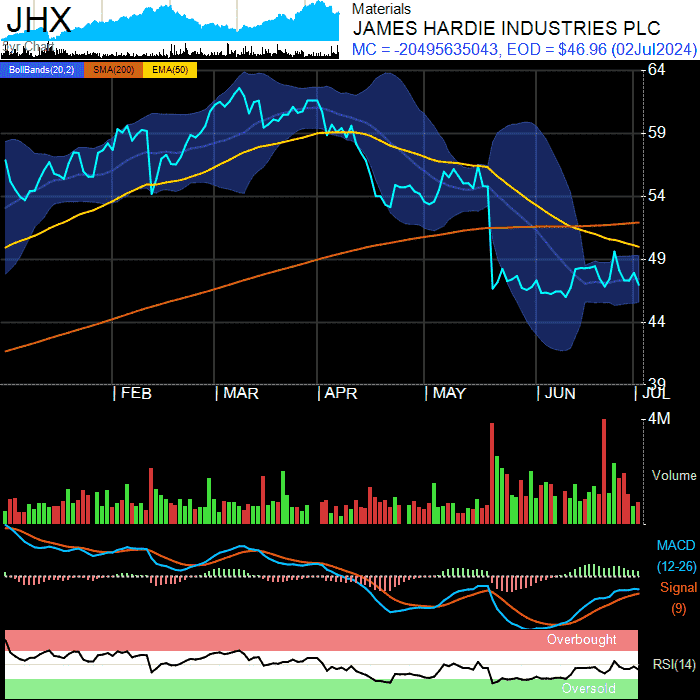 JHX
1yr Chart
Materials
JAMES HARDIE INDUSTRIES PLC
MC = -20495635043, EOD = $46.96 (02Jul2024)
BollBands(20,2) SMA(200) EMA(50)
64
59
54
49
44
39
FEB MAR APR MAY JUN JUL
4M
Volume
MACD
(12-26)
Signal
(9)
Overbought
RSI(14)
Oversold